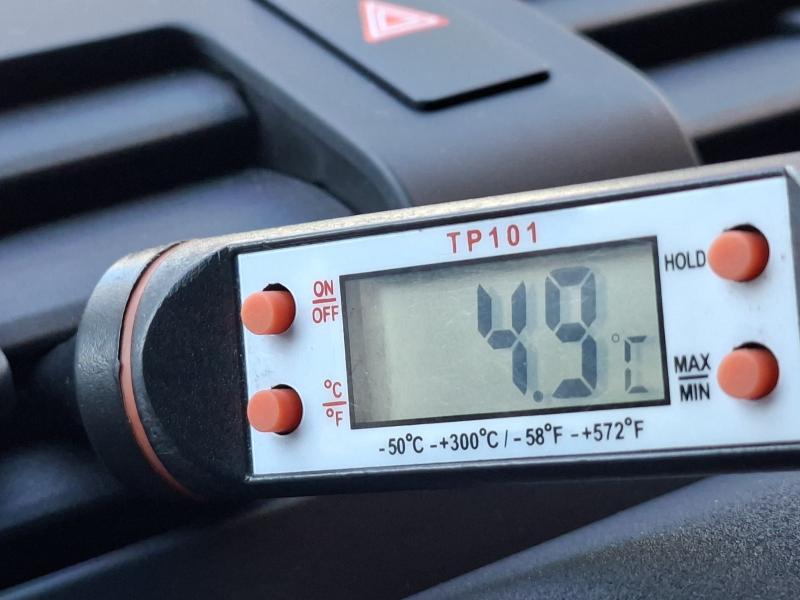 TP101
ON
OFF
HOLD
4.9 °C
°C
°F
MAX
MIN
-50°C -+300°C / -58°F -+572°F